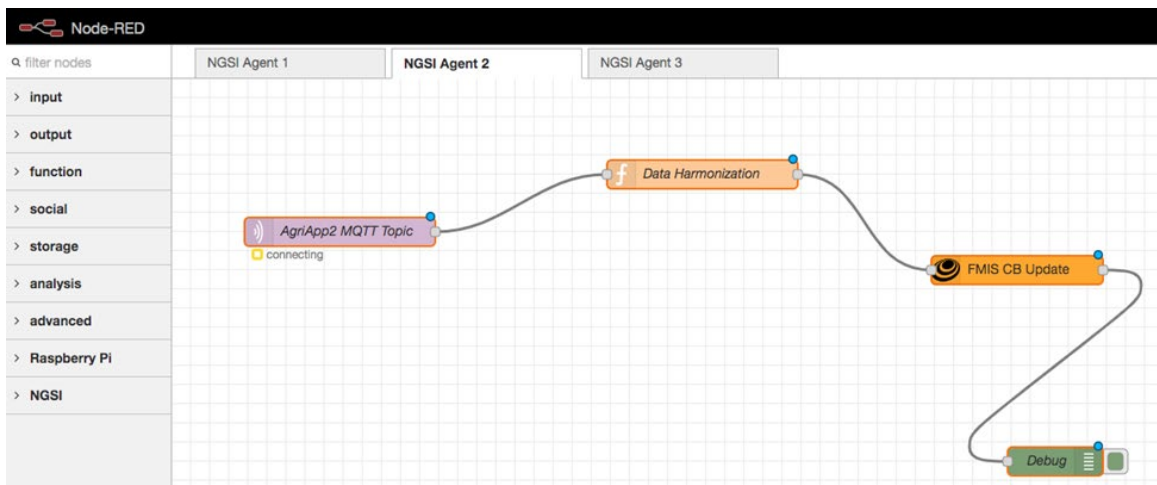 Node-RED
filter nodes
NGSI Agent 1
NGSI Agent 2
NGSI Agent 3
input
output
function
social
storage
analysis
advanced
Raspberry Pi
NGSI
Data Harmonization
AgriApp2 MQTT Topic
connecting
FMIS CB Update
Debug